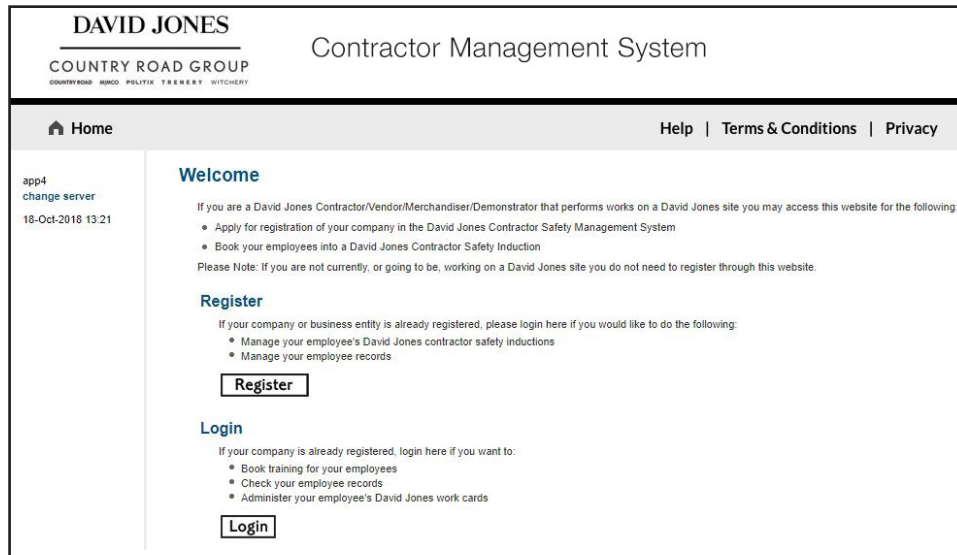 DAVID JONES
COUNTRY ROAD GROUP
COUNTRY ROAD MIMCO POLITIX TRENERY WITCHERY
Contractor Management System
Home
Help | Terms & Conditions | Privacy
app4
change server
18-Oct-2018 13:21
Welcome
If you are a David Jones Contractor/Vendor/Merchandiser/Demonstrator that performs works on a David Jones site you may access this website for the following:
• Apply for registration of your company in the David Jones Contractor Safety Management System
• Book your employees into a David Jones Contractor Safety Induction
Please Note: If you are not currently, or going to be, working on a David Jones site you do not need to register through this website.
Register
If your company or business entity is already registered, please login here if you would like to do the following:
• Manage your employee's David Jones contractor safety inductions
• Manage your employee records
Register
Login
If your company is already registered, login here if you want to:
• Book training for your employees
• Check your employee records
• Administer your employee's David Jones work cards
Login